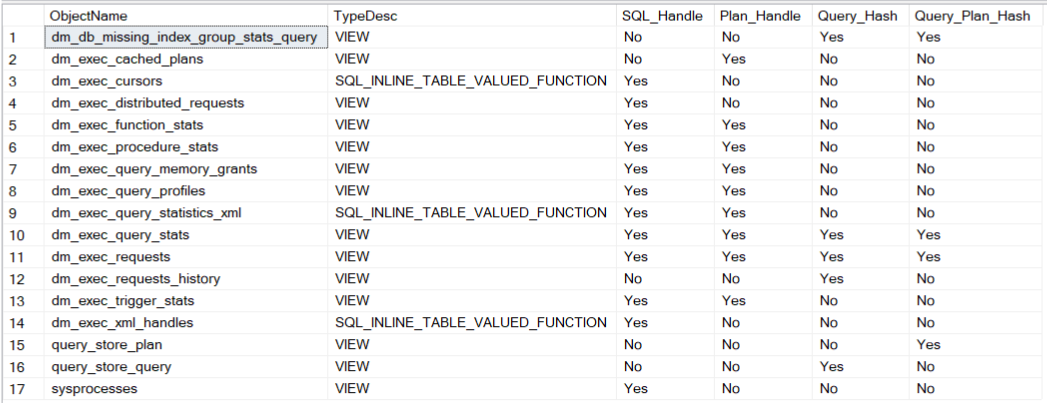 ObjectName TypeDesc SQL_Handle Plan_Handle Query_Hash Query_Plan_Hash
1 dm_db_missing_index_group_stats_query VIEW No No Yes Yes
2 dm_exec_cached_plans VIEW No Yes No No
3 dm_exec_cursors SQL_INLINE_TABLE_VALUED_FUNCTION Yes No No No
4 dm_exec_distributed_requests VIEW Yes No No No
5 dm_exec_function_stats VIEW Yes Yes No No
6 dm_exec_procedure_stats VIEW Yes Yes No No
7 dm_exec_query_memory_grants VIEW Yes Yes No No
8 dm_exec_query_profiles VIEW Yes Yes No No
9 dm_exec_query_statistics_xml SQL_INLINE_TABLE_VALUED_FUNCTION Yes Yes No No
10 dm_exec_query_stats VIEW Yes Yes Yes Yes
11 dm_exec_requests VIEW Yes Yes Yes Yes
12 dm_exec_requests_history VIEW No No Yes No
13 dm_exec_trigger_stats VIEW Yes Yes No No
14 dm_exec_xml_handles SQL_INLINE_TABLE_VALUED_FUNCTION Yes No No No
15 query_store_plan VIEW No No No Yes
16 query_store_query VIEW No No Yes No
17 sysprocesses VIEW Yes No No No